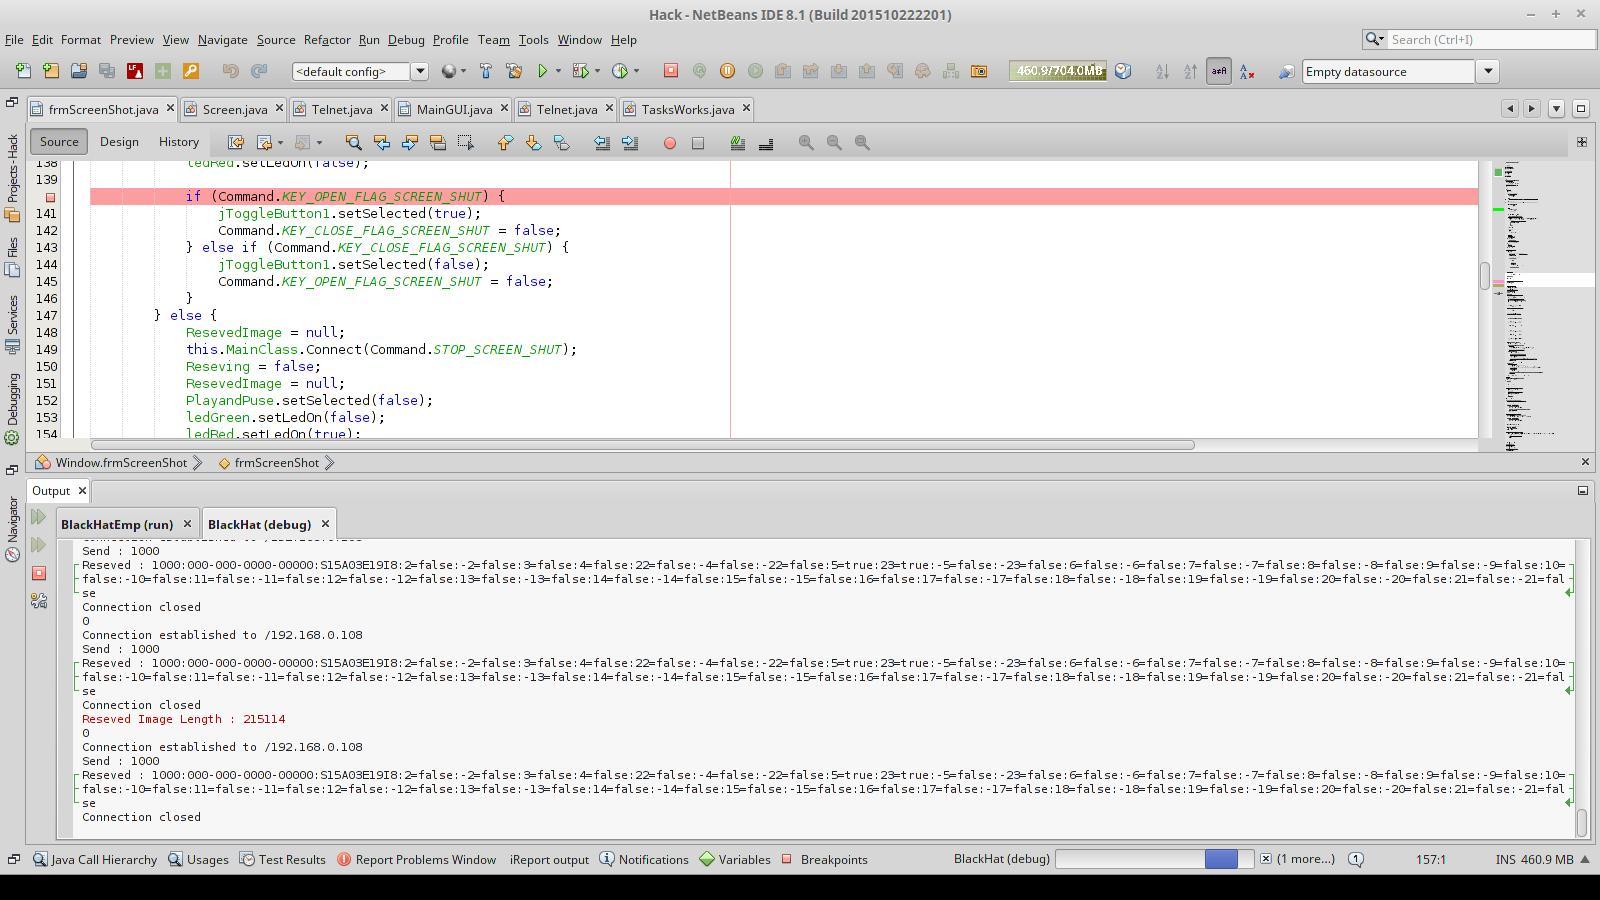 Hack - NetBeans IDE 8.1 (Build 201510222201)
File Edit Format Preview View Navigate Source Refactor Run Debug Profile Team Tools Window Help
Search (Ctrl+I)
<default config>
460.9/704.0MB
Empty datasource
frmScreenShot.java Screen.java Telnet.java MainGUI.java Telnet.java TasksWorks.java
Source Design History
Projects - Hack
Files
Services
Debugging
Navigator
138 ledRed.setLedOn(false);
139
if (Command.KEY_OPEN_FLAG_SCREEN_SHUT) {
141 jToggleButton1.setSelected(true);
142 Command.KEY_CLOSE_FLAG_SCREEN_SHUT = false;
143 } else if (Command.KEY_CLOSE_FLAG_SCREEN_SHUT) {
144 jToggleButton1.setSelected(false);
145 Command.KEY_OPEN_FLAG_SCREEN_SHUT = false;
146 }
147 } else {
148 ResevedImage = null;
149 this.MainClass.Connect(Command.STOP_SCREEN_SHUT);
150 Reseving = false;
151 ResevedImage = null;
152 PlayandPuse.setSelected(false);
153 ledGreen.setLedOn(false);
154 ledRed.setLedOn(true);
Window.frmScreenShot frmScreenShot
Output
BlackHatEmp (run) BlackHat (debug)
Send : 1000
Reseved : 1000:000-000-0000-00000:S15A03E19I8:2=false:-2=false:3=false:4=false:22=false:-4=false:-22=false:5=true:23=true:-5=false:-23=false:6=false:-6=false:7=false:-7=false:8=false:-8=false:9=false:-9=false:10=
false:-10=false:11=false:-11=false:12=false:-12=false:13=false:-13=false:14=false:-14=false:15=false:-15=false:16=false:17=false:-17=false:18=false:-18=false:19=false:-19=false:20=false:-20=false:21=false:-21=fal
se
Connection closed
0
Connection established to /192.168.0.108
Send : 1000
Reseved : 1000:000-000-0000-00000:S15A03E19I8:2=false:-2=false:3=false:4=false:22=false:-4=false:-22=false:5=true:23=true:-5=false:-23=false:6=false:-6=false:7=false:-7=false:8=false:-8=false:9=false:-9=false:10=
false:-10=false:11=false:-11=false:12=false:-12=false:13=false:-13=false:14=false:-14=false:15=false:-15=false:16=false:17=false:-17=false:18=false:-18=false:19=false:-19=false:20=false:-20=false:21=false:-21=fal
se
Connection closed
Reseved Image Length : 215114
0
Connection established to /192.168.0.108
Send : 1000
Reseved : 1000:000-000-0000-00000:S15A03E19I8:2=false:-2=false:3=false:4=false:22=false:-4=false:-22=false:5=true:23=true:-5=false:-23=false:6=false:-6=false:7=false:-7=false:8=false:-8=false:9=false:-9=false:10=
false:-10=false:11=false:-11=false:12=false:-12=false:13=false:-13=false:14=false:-14=false:15=false:-15=false:16=false:17=false:-17=false:18=false:-18=false:19=false:-19=false:20=false:-20=false:21=false:-21=fal
se
Connection closed
Java Call Hierarchy Usages Test Results Report Problems Window iReport output Notifications Variables Breakpoints BlackHat (debug) (1 more...) 157:1 INS 460.9 MB